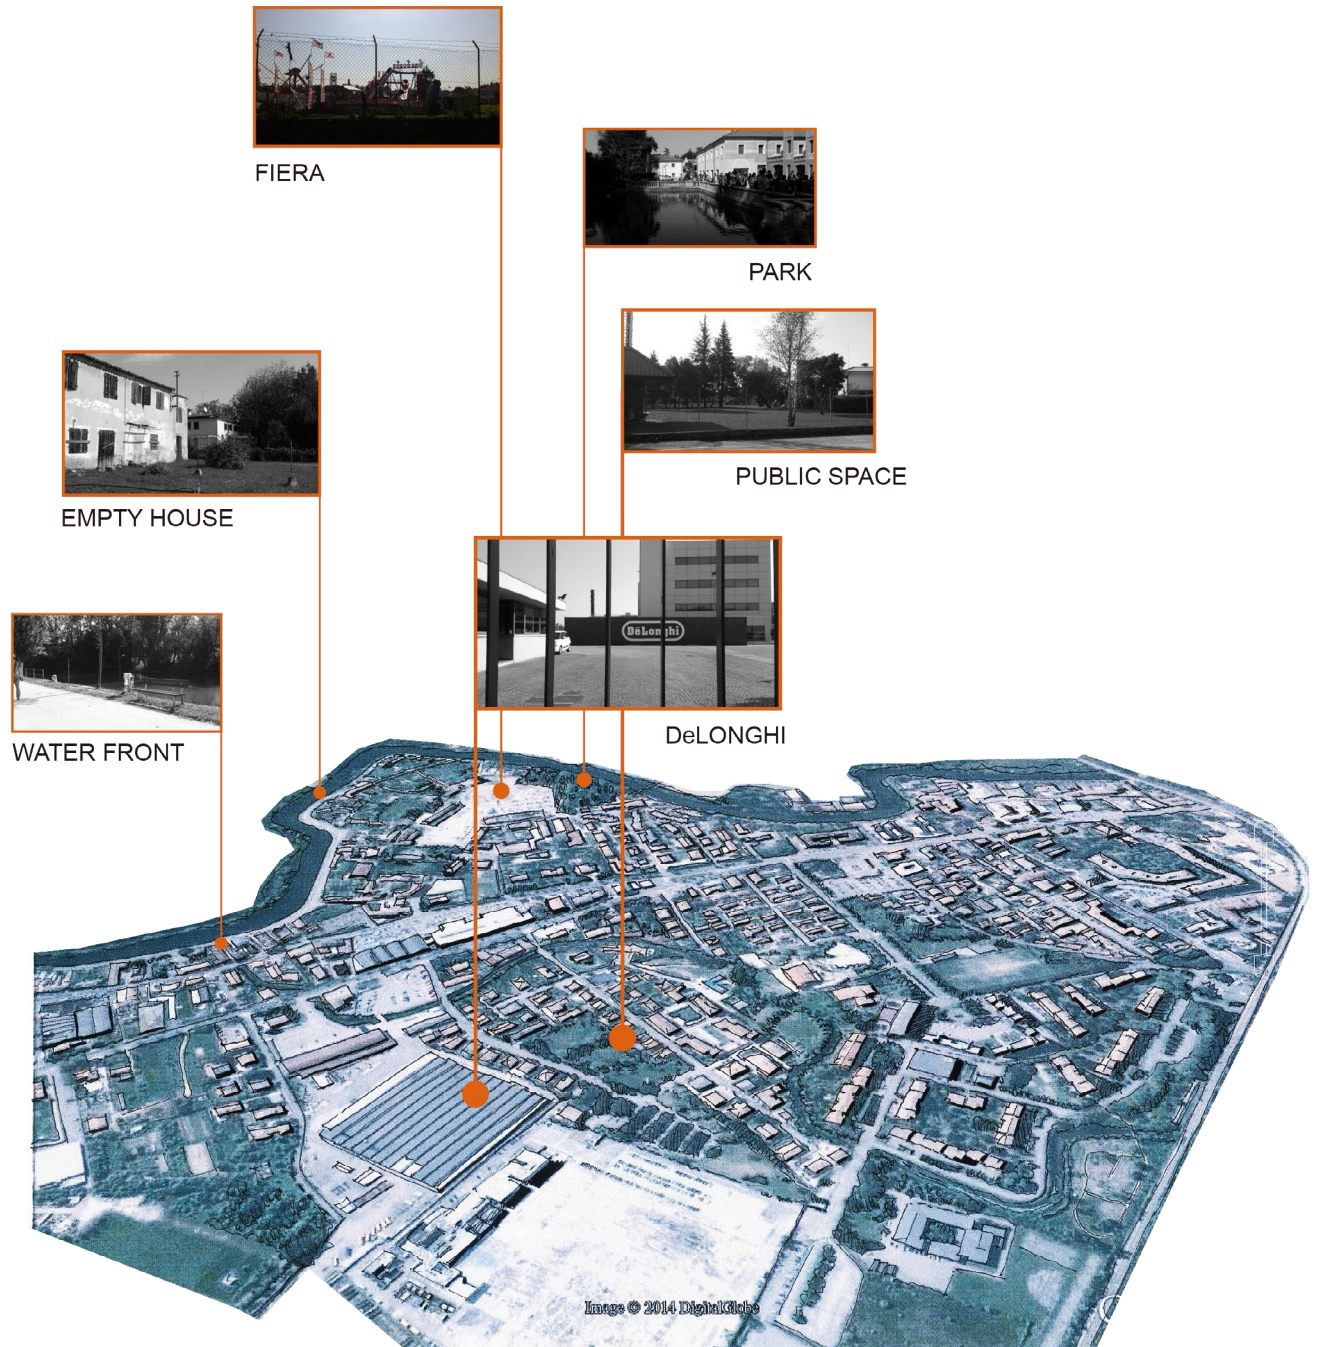 FIERA
PARK
PUBLIC SPACE
EMPTY HOUSE
DeLonghi
DeLONGHI
WATER FRONT
Image © 2014 DigitalGlobe